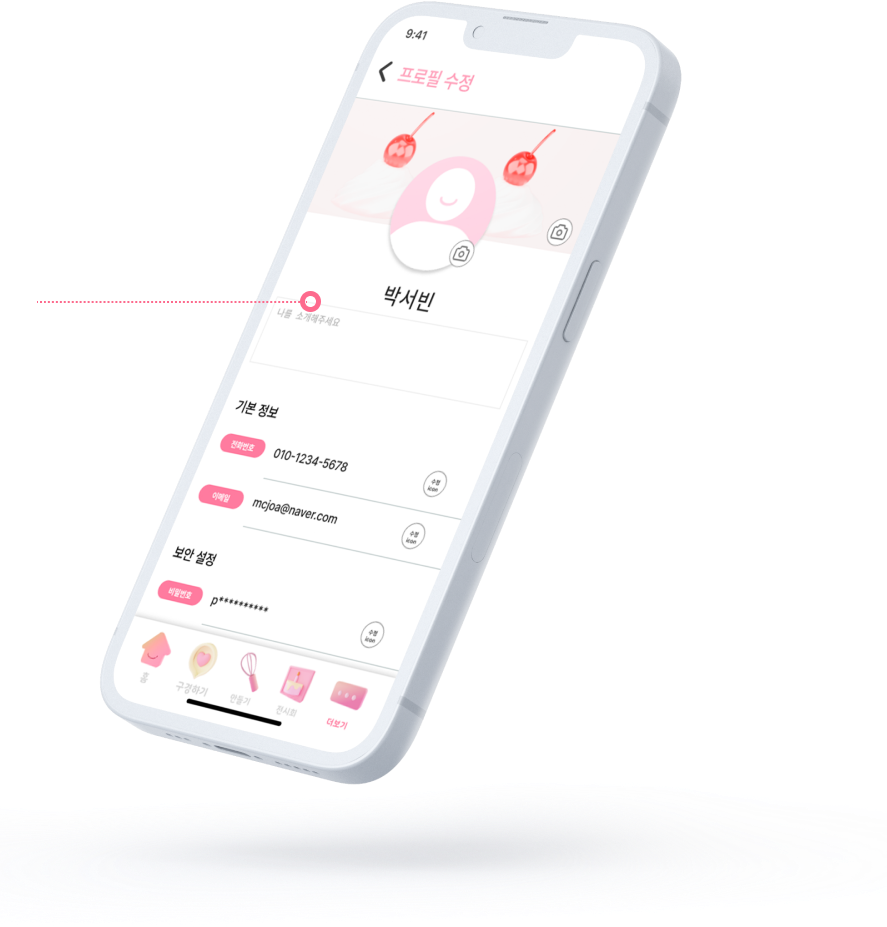 9:41
프로필 수정
박서빈
나를 소개해주세요
기본 정보
전화번호
010-1234-5678
수정
icon
이메일
mcjoa@naver.com
수정
icon
보안 설정
비밀번호
p**********
수정
icon
홈
구경하기
만들기
전시회
더보기